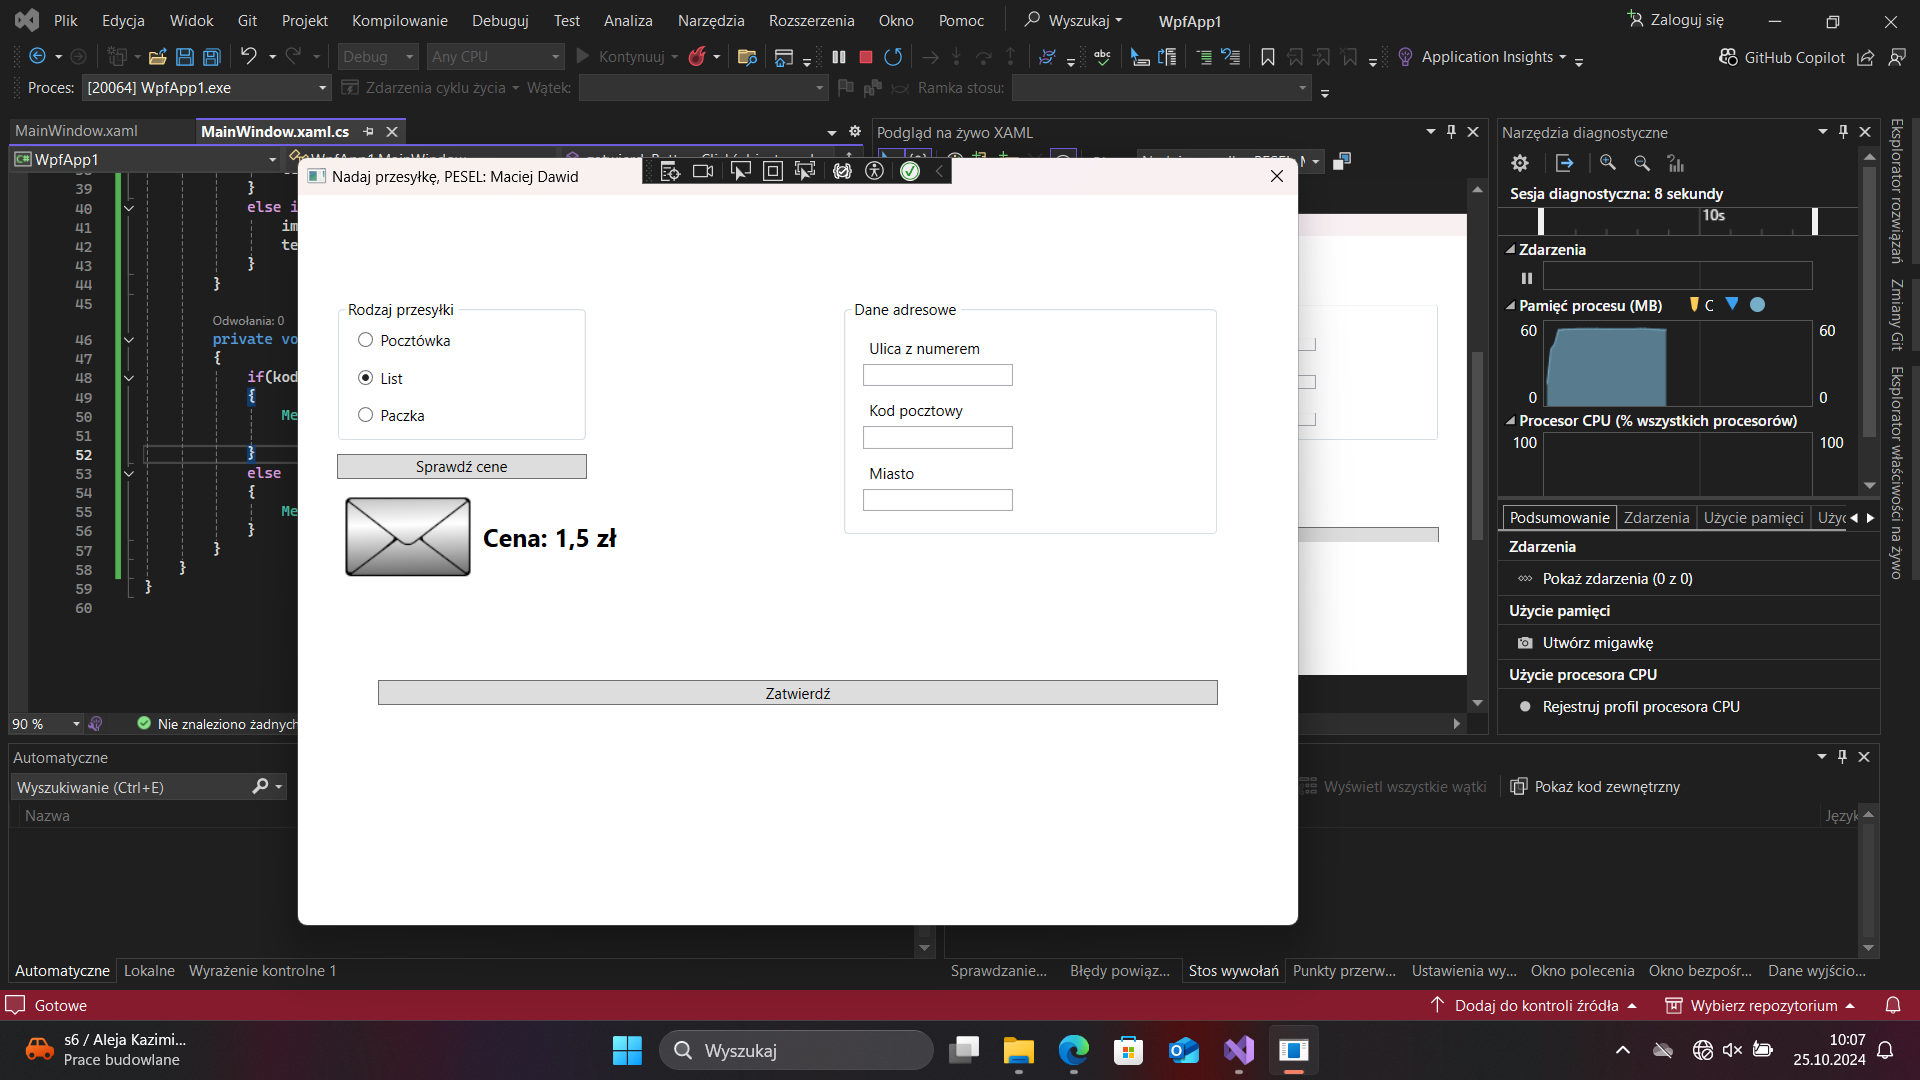 Plik Edycja Widok Git Projekt Kompilowanie Debuguj Test Analiza Narzędzia Rozszerzenia Okno Pomoc Wyszukaj WpfApp1 Zaloguj się
Debug Any CPU Kontynuuj Application Insights GitHub Copilot
Proces: [20064] WpfApp1.exe Zdarzenia cyklu życia Wątek: Ramka stosu:
MainWindow.xaml MainWindow.xaml.cs
WpfApp1
39 }
40 else i
41 im
42 te
43 }
44 }
45
Odwołania: 0
46 private vo
47 {
48 if(kod
49 {
50 Me
51
52 }
53 else
54 {
55 Me
56 }
57 }
58 }
59 }
60
90 % Nie znaleziono żadnych
Nadaj przesyłkę, PESEL: Maciej Dawid
Rodzaj przesyłki
Pocztówka
List
Paczka
Sprawdź cene
Cena: 1,5 zł
Dane adresowe
Ulica z numerem
Kod pocztowy
Miasto
Zatwierdź
Podgląd na żywo XAML
Narzędzia diagnostyczne
Sesja diagnostyczna: 8 sekundy
10s
Zdarzenia
Pamięć procesu (MB) C
60 60
0 0
Procesor CPU (% wszystkich procesorów)
100 100
Podsumowanie Zdarzenia Użycie pamięci Użyc
Zdarzenia
Pokaż zdarzenia (0 z 0)
Użycie pamięci
Utwórz migawkę
Użycie procesora CPU
Rejestruj profil procesora CPU
Eksplorator rozwiązań
Zmiany Git
Eksplorator właściwości na żywo
Automatyczne
Wyszukiwanie (Ctrl+E)
Nazwa
Wyświetl wszystkie wątki Pokaż kod zewnętrzny
Język
Automatyczne Lokalne Wyrażenie kontrolne 1
Sprawdzanie... Błędy powiąz... Stos wywołań Punkty przerw... Ustawienia wy... Okno polecenia Okno bezpośr... Dane wyjścio...
Gotowe Dodaj do kontroli źródła Wybierz repozytorium
s6 / Aleja Kazimi...
Prace budowlane
Wyszukaj
10:07
25.10.2024